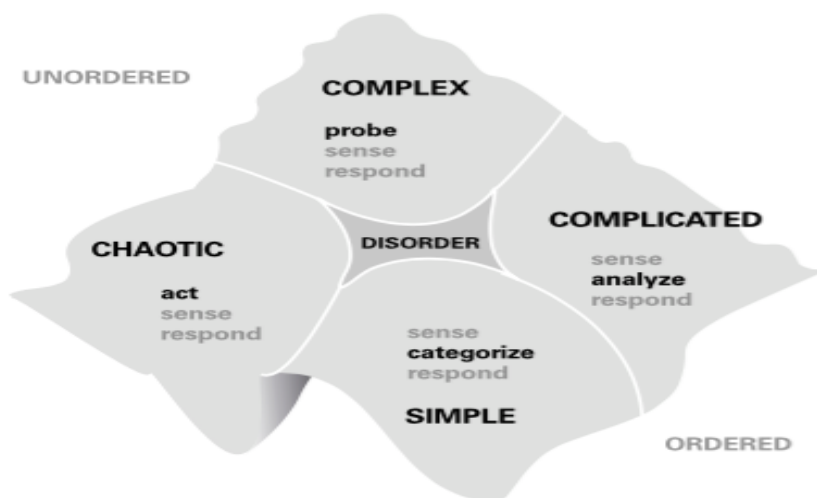 UNORDERED
COMPLEX
probe
sense
respond
CHAOTIC
act
sense
respond
DISORDER
COMPLICATED
sense
analyze
respond
sense
categorize
respond
SIMPLE
ORDERED